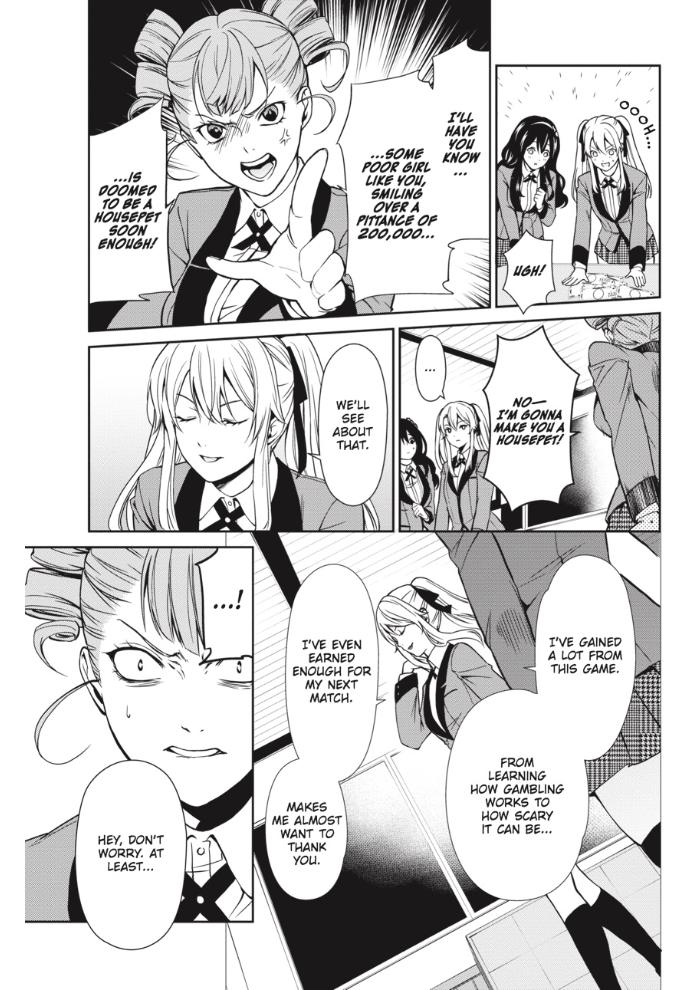 OOOH...
UGH!
I'LL
HAVE
YOU
KNOW
...
...SOME
POOR GIRL
LIKE YOU,
SMILING
OVER A
PITTANCE OF
200,000...
...IS
DOOMED
TO BE A
HOUSEPET
SOON
ENOUGH!
NO—
I'M GONNA
MAKE YOU A
HOUSEPET!
...
WE'LL
SEE
ABOUT
THAT.
I'VE GAINED
A LOT FROM
THIS GAME.
FROM
LEARNING
HOW
GAMBLING
WORKS TO
HOW SCARY
IT CAN BE...
I'VE EVEN
EARNED
ENOUGH FOR
MY NEXT
MATCH.
MAKES
ME ALMOST
WANT TO
THANK
YOU.
...!
HEY, DON'T
WORRY. AT
LEAST...